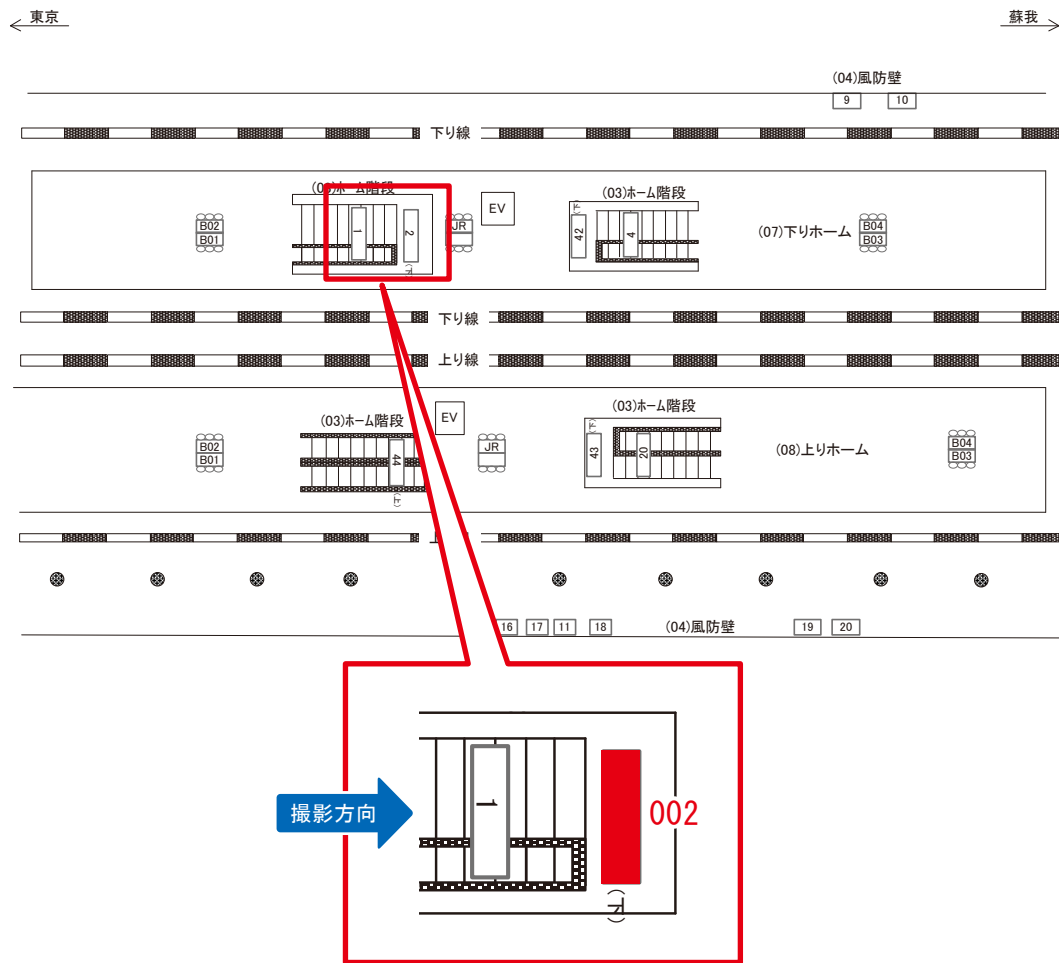 東京
蘇我
(04)風防壁
9
10
下り線
(03)ホーム階段
(03)ホーム階段
EV
B02
B01
1
2
(下)
JR
(下)
42
4
(07)下りホーム
B04
B03
下り線
上り線
(03)ホーム階段
EV
(03)ホーム階段
B02
B01
44
(上)
JR
(下)
43
20
(08)上りホーム
B04
B03
16
17
11
18
(04)風防壁
19
20
撮影方向
1
002
(下)